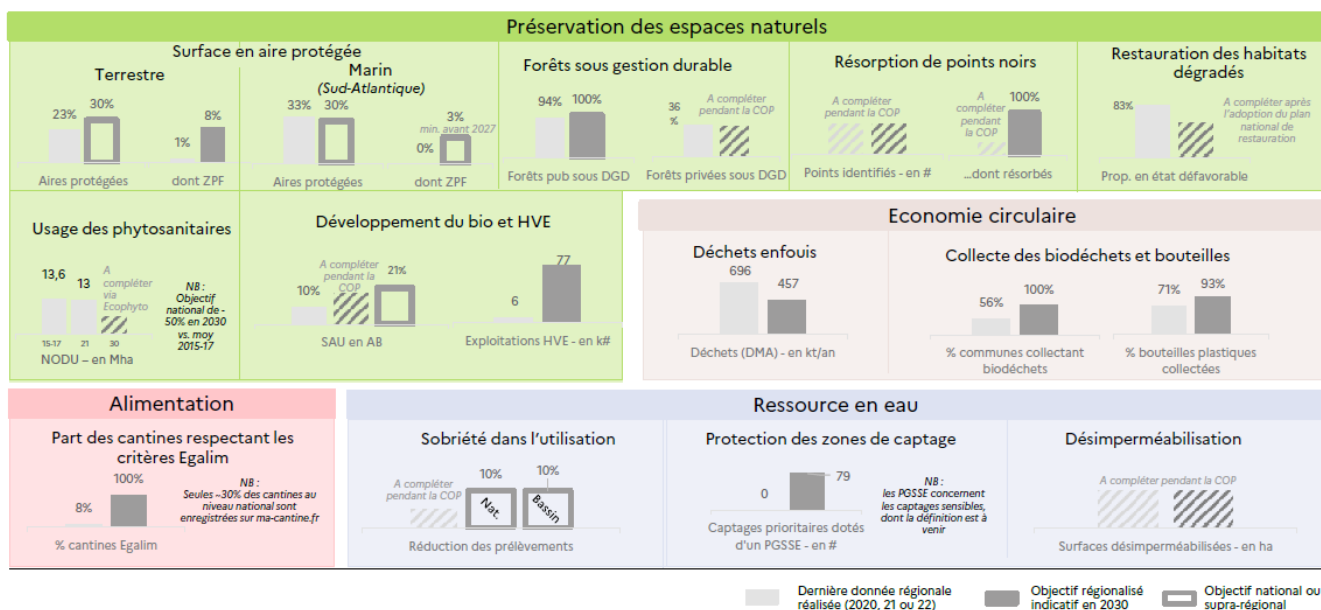 Préservation des espaces naturels
Surface en aire protégée
Terrestre
23%
30%
Aires protégées
1%
8%
dont ZPF
Marin
(Sud-Atlantique)
33%
30%
Aires protégées
3%
min. avant 2027
0%
dont ZPF
Forêts sous gestion durable
94%
100%
Forêts pub sous DGD
36
%
A compléter
pendant la COP
Forêts privées sous DGD
Résorption de points noirs
A compléter
pendant la COP
Points identifiés - en #
A
compléter
pendant
la COP
100%
...dont résorbés
Restauration des habitats
dégradés
83%
A compléter après
l'adoption du plan
national de
restauration
Prop. en état défavorable
Usage des phytosanitaires
13,6
13
A
compléter
via
Ecophyto
15-17
21
30
NODU – en Mha
NB :
Objectif
national de -
50% en 2030
vs. moy
2015-17
Développement du bio et HVE
10%
A compléter
pendant la
COP
21%
SAU en AB
6
77
Exploitations HVE - en k#
Economie circulaire
Déchets enfouis
696
457
Déchets (DMA) - en kt/an
Collecte des biodéchets et bouteilles
56%
100%
% communes collectant
biodéchets
71%
93%
% bouteilles plastiques
collectées
Alimentation
Part des cantines respectant les
critères Egalim
8%
100%
% cantines Egalim
NB :
Seules ~30% des cantines au
niveau national sont
enregistrées sur ma-cantine.fr
Ressource en eau
Sobriété dans l'utilisation
A compléter
pendant la COP
10%
Nat.
10%
Bassin
Réduction des prélèvements
Protection des zones de captage
0
79
Captages prioritaires dotés
d'un PGSSE - en #
NB :
les PGSSE concernent
les captages sensibles,
dont la définition est à
venir
Désimperméabilisation
A compléter pendant la COP
Surfaces désimperméabilisées - en ha
Dernière donnée régionale
réalisée (2020, 21 ou 22)
Objectif régionalisé
indicatif en 2030
Objectif national ou
supra-régional